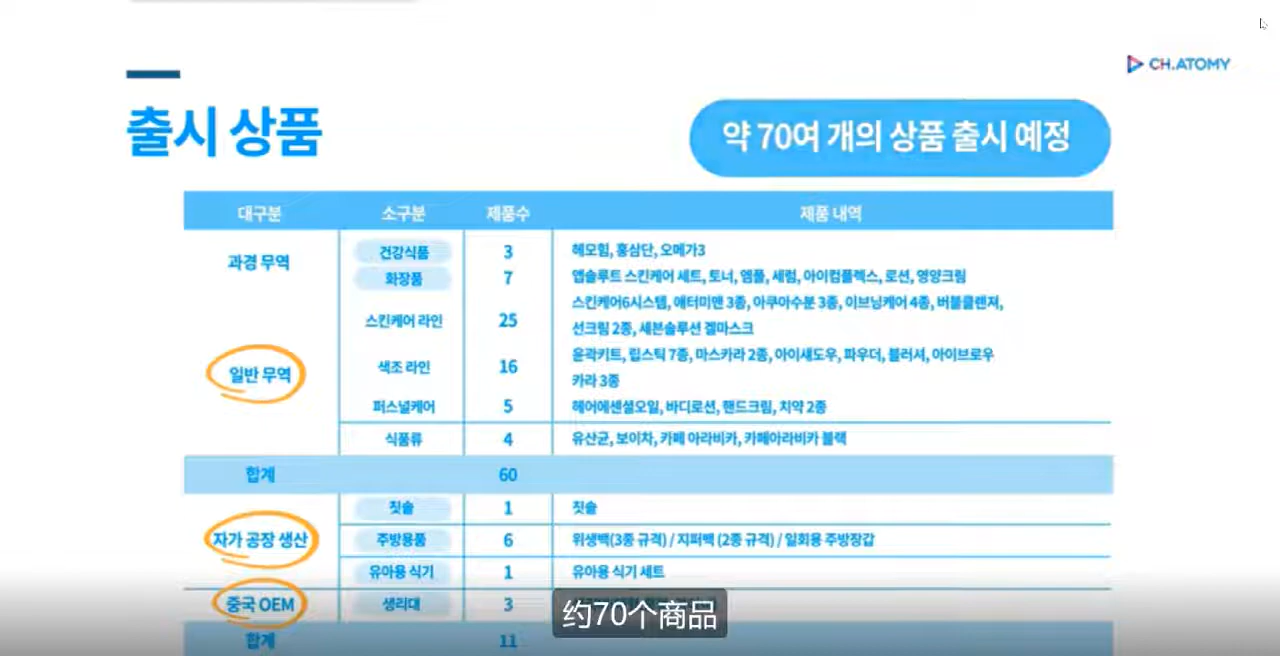 CH.ATOMY
출시 상품
약 70여 개의 상품 출시 예정
대구분 소구분 제품수 제품 내역
과경 무역 건강식품 3 헤모힘, 홍삼단, 오메가3
화장품 7 앱솔루트 스킨케어 세트, 토너, 엠플, 세럼, 아이컴플렉스, 로션, 영양크림
일반 무역 스킨케어 라인 25 스킨케어6시스템, 애터미맨 3종, 아쿠아수분 3종, 이브닝케어 4종, 버블클랜져,
선크림 2종, 세븐솔루션 겔마스크
색조 라인 16 윤곽키트, 립스틱 7종, 마스카라 2종, 아이섀도우, 파우더, 블러셔, 아이브로우
카라 3종
퍼스널케어 5 헤어에센셜오일, 바디로션, 핸드크림, 치약 2종
식품류 4 유산균, 보이차, 카페 아라비카, 카페아라비카 블랙
합계 60
자가 공장 생산 칫솔 1 칫솔
주방용품 6 위생백(3종 규격) / 지퍼백 (2종 규격) / 일회용 주방장갑
유아용 식기 1 유아용 식기 세트
중국 OEM 생리대 3
약70个商品
합계 11